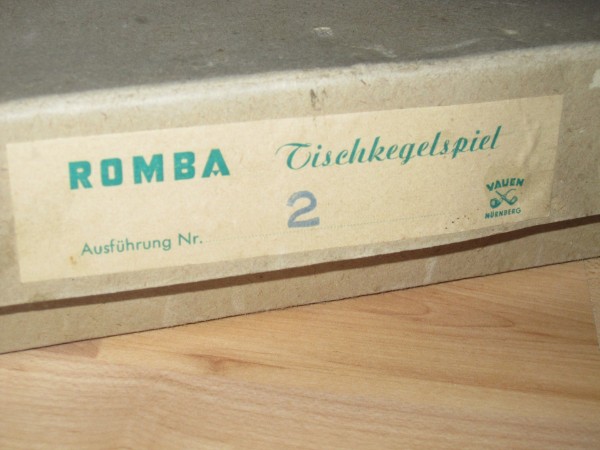 ROMBA Tischkegelspiel
Ausführung Nr. 2
VAUEN
NÜRNBERG